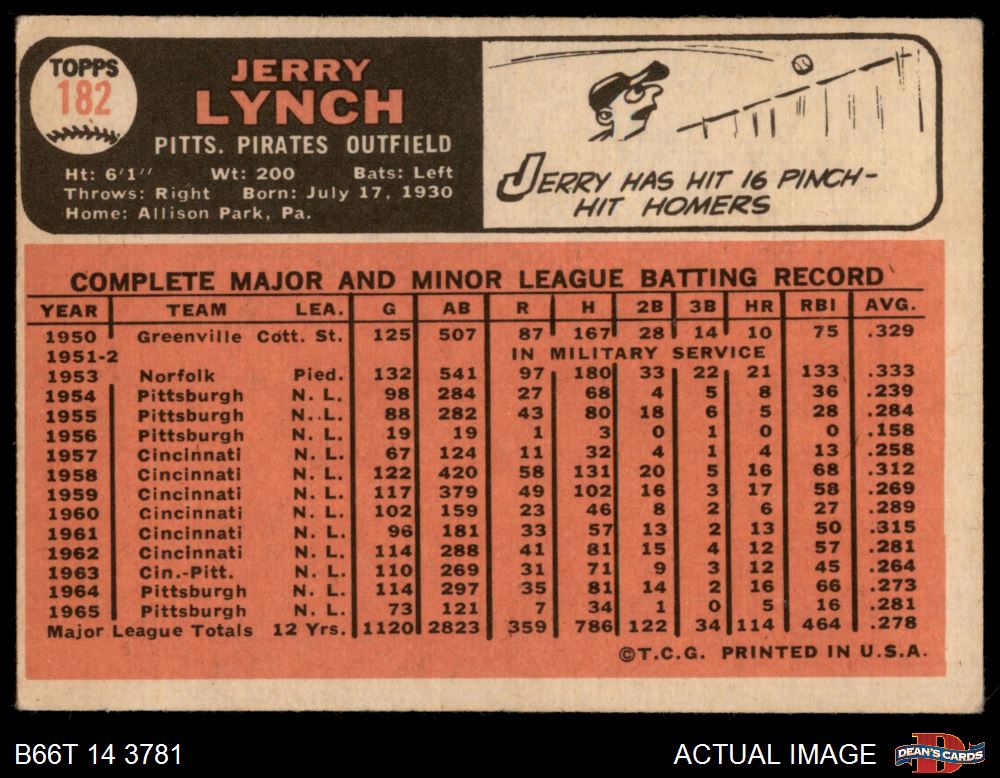 TOPPS
182
JERRY
LYNCH
PITTS. PIRATES OUTFIELD
Ht: 6'1" Wt: 200 Bats: Left
Throws: Right Born: July 17, 1930
Home: Allison Park, Pa.
JERRY HAS HIT 16 PINCH-
HIT HOMERS
COMPLETE MAJOR AND MINOR LEAGUE BATTING RECORD
YEAR TEAM LEA. G AB R H 2B 3B HR RBI AVG.
1950 Greenville Cott. St. 125 507 87 167 28 14 10 75 .329
1951-2 IN MILITARY SERVICE
1953 Norfolk Pied. 132 541 97 180 33 22 21 133 .333
1954 Pittsburgh N. L. 98 284 27 68 4 5 8 36 .239
1955 Pittsburgh N. L. 88 282 43 80 18 6 5 28 .284
1956 Pittsburgh N. L. 19 19 1 3 0 1 0 0 .158
1957 Cincinnati N. L. 67 124 11 32 4 1 4 13 .258
1958 Cincinnati N. L. 122 420 58 131 20 5 16 68 .312
1959 Cincinnati N. L. 117 379 49 102 16 3 17 58 .269
1960 Cincinnati N. L. 102 159 23 46 8 2 6 27 .289
1961 Cincinnati N. L. 96 181 33 57 13 2 13 50 .315
1962 Cincinnati N. L. 114 288 41 81 15 4 12 57 .281
1963 Cin.-Pitt. N. L. 110 269 31 71 9 3 12 45 .264
1964 Pittsburgh N. L. 114 297 35 81 14 2 16 66 .273
1965 Pittsburgh N. L. 73 121 7 34 1 0 5 16 .281
Major League Totals 12 Yrs. 1120 2823 359 786 122 34 114 464 .278
©T.C.G. PRINTED IN U.S.A.
B66T 14 3781 ACTUAL IMAGE DEAN'S CARDS